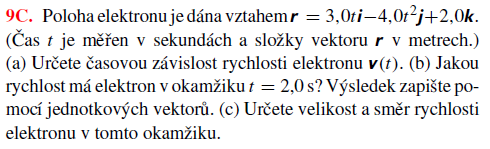 9C. Poloha elektronu je dána vztahem r = 3,0ti−4,0t²j+2,0k.
(Čas t je měřen v sekundách a složky vektoru r v metrech.)
(a) Určete časovou závislost rychlosti elektronu v(t). (b) Jakou
rychlost má elektron v okamžiku t = 2,0 s? Výsledek zapište po-
mocí jednotkových vektorů. (c) Určete velikost a směr rychlosti
elektronu v tomto okamžiku.